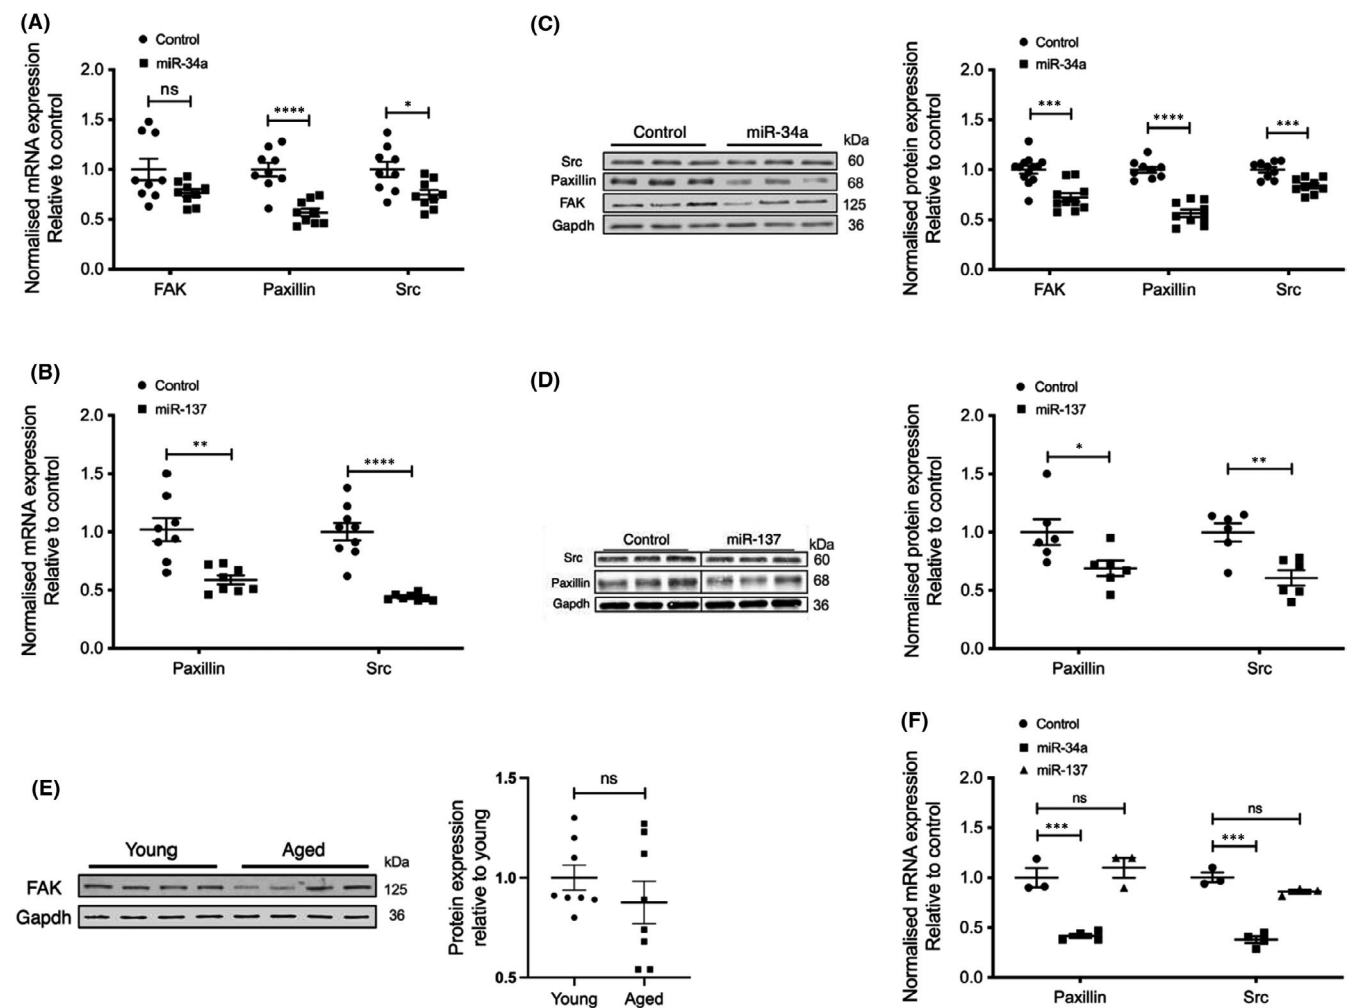 (A)
Control
miR-34a
Normalised mRNA expression
Relative to control
2.0
1.5
1.0
0.5
0.0
ns
****
*
FAK Paxillin Src
(C)
Control miR-34a kDa
Src 60
Paxillin 68
FAK 125
Gapdh 36
Control
miR-34a
Normalised protein expression
Relative to control
2.0
1.5
1.0
0.5
0.0
***
****
***
FAK Paxillin Src
(B)
Control
miR-137
Normalised mRNA expression
Relative to control
2.0
1.5
1.0
0.5
0.0
**
****
Paxillin Src
(D)
Control miR-137 kDa
Src 60
Paxillin 68
Gapdh 36
Control
miR-137
Normalised protein expression
Relative to control
2.0
1.5
1.0
0.5
0.0
*
**
Paxillin Src
(E)
Young Aged kDa
FAK 125
Gapdh 36
Protein expression
relative to young
1.5
1.0
0.5
ns
Young Aged
(F)
Control
miR-34a
miR-137
Normalised mRNA expression
Relative to control
2.0
1.5
1.0
0.5
0.0
ns
***
ns
***
Paxillin Src